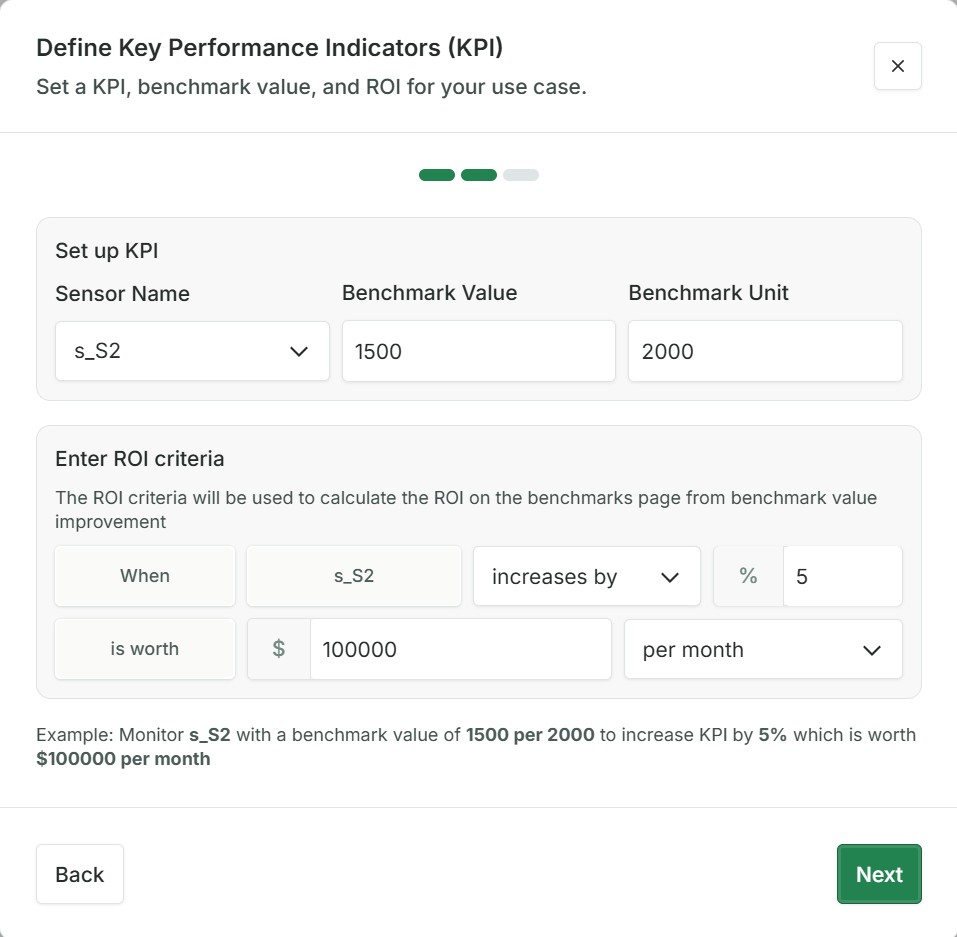 Define Key Performance Indicators (KPI)
Set a KPI, benchmark value, and ROI for your use case.
Set up KPI
Sensor Name Benchmark Value Benchmark Unit
s_S2 1500 2000
Enter ROI criteria
The ROI criteria will be used to calculate the ROI on the benchmarks page from benchmark value
improvement
When s_S2 increases by % 5
is worth $ 100000 per month
Example: Monitor s_S2 with a benchmark value of 1500 per 2000 to increase KPI by 5% which is worth
$100000 per month
Back Next